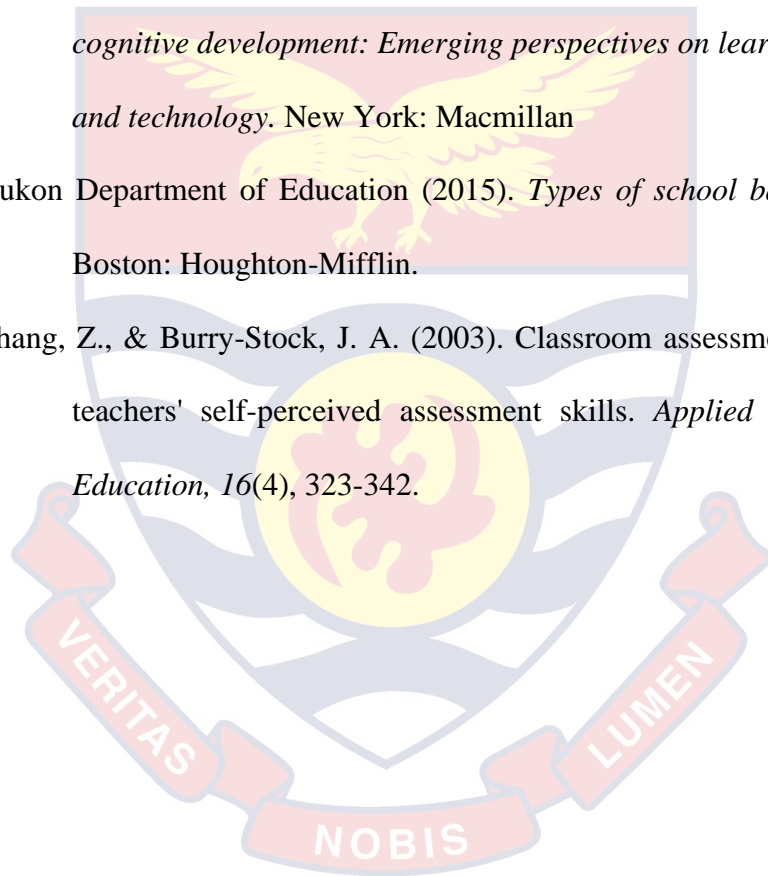 cognitive development: Emerging perspectives on lear
and technology. New York: Macmillan
ukon Department of Education (2015). Types of school b
Boston: Houghton-Mifflin.
hang, Z., & Burry-Stock, J. A. (2003). Classroom assessme
teachers' self-perceived assessment skills. Applied
Education, 16(4), 323-342.
VERITAS
NOBIS
LUMEN